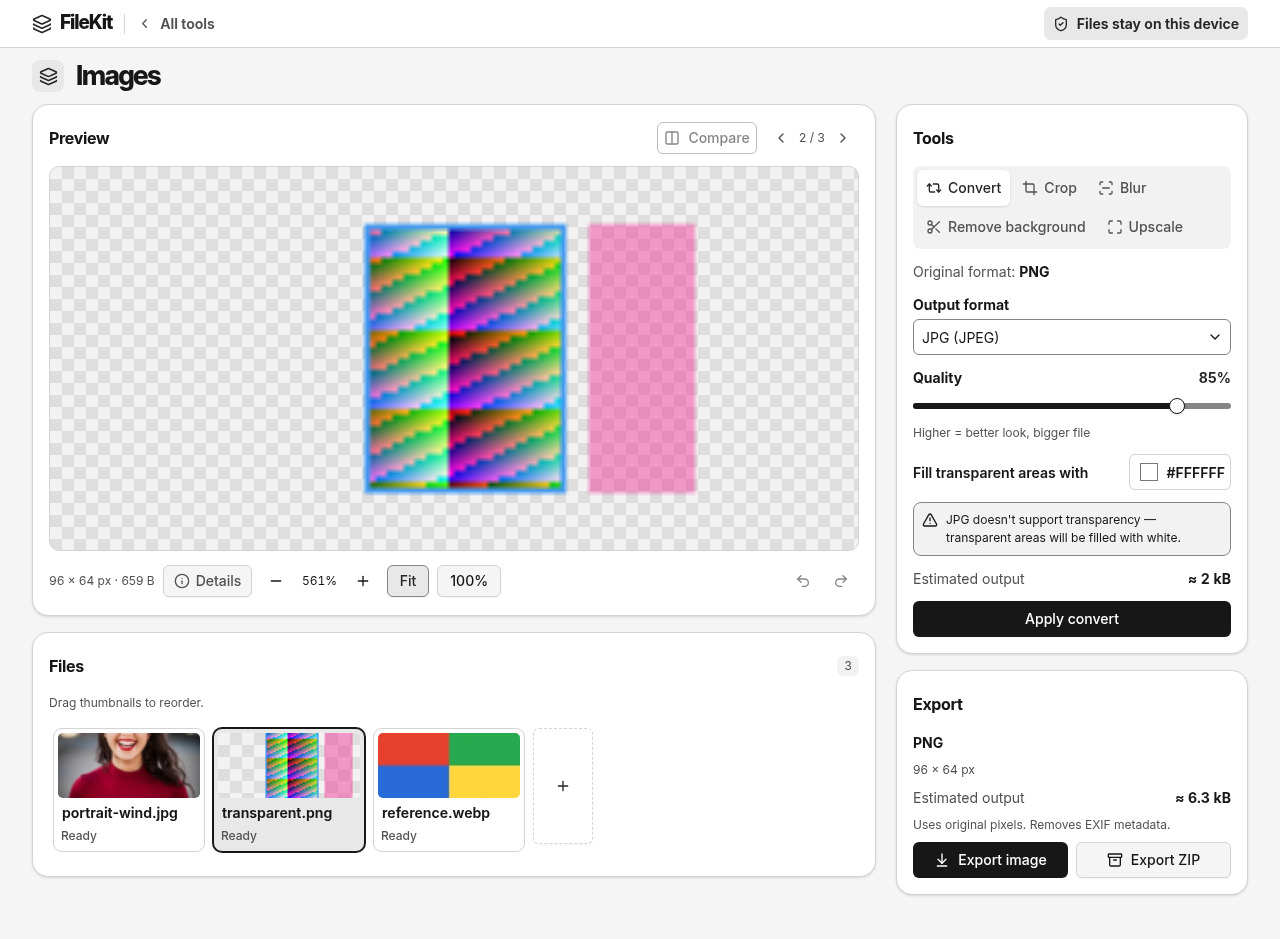 FileKit
All tools
Files stay on this device
Images
Preview
Compare
2 / 3
96 × 64 px · 659 B
Details
561%
Fit
100%
Files
3
Drag thumbnails to reorder.
portrait-wind.jpg
Ready
transparent.png
Ready
reference.webp
Ready
Tools
Convert
Crop
Blur
Remove background
Upscale
Original format: PNG
Output format
JPG (JPEG)
Quality
85%
Higher = better look, bigger file
Fill transparent areas with
#FFFFFF
JPG doesn't support transparency —
transparent areas will be filled with white.
Estimated output
≈ 2 kB
Apply convert
Export
PNG
96 × 64 px
Estimated output
≈ 6.3 kB
Uses original pixels. Removes EXIF metadata.
Export image
Export ZIP